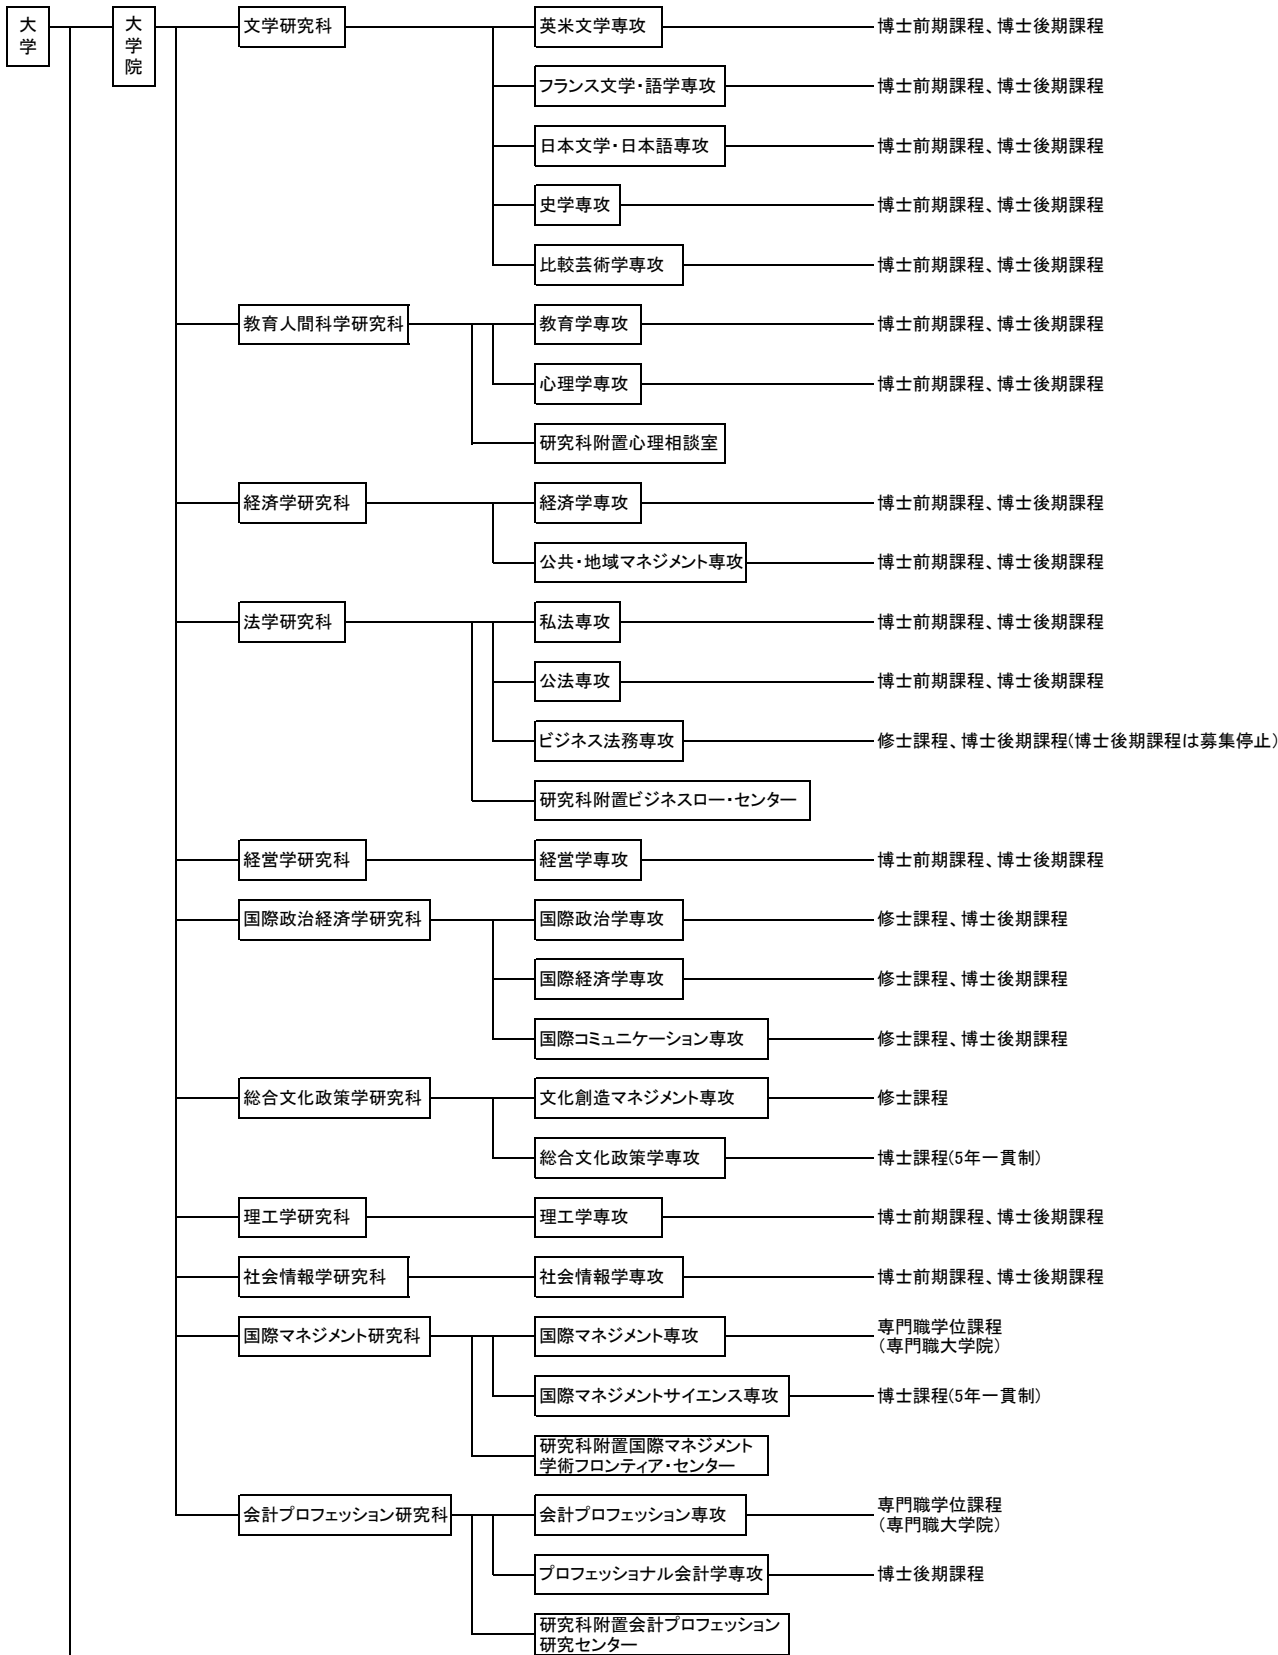 大学
大学院
文学研究科
英米文学専攻
博士前期課程、博士後期課程
フランス文学・語学専攻
博士前期課程、博士後期課程
日本文学・日本語専攻
博士前期課程、博士後期課程
史学専攻
博士前期課程、博士後期課程
比較芸術学専攻
博士前期課程、博士後期課程
教育人間科学研究科
教育学専攻
博士前期課程、博士後期課程
心理学専攻
博士前期課程、博士後期課程
研究科附置心理相談室
経済学研究科
経済学専攻
博士前期課程、博士後期課程
公共・地域マネジメント専攻
博士前期課程、博士後期課程
法学研究科
私法専攻
博士前期課程、博士後期課程
公法専攻
博士前期課程、博士後期課程
ビジネス法務専攻
修士課程、博士後期課程(博士後期課程は募集停止)
研究科附置ビジネスロー・センター
経営学研究科
経営学専攻
博士前期課程、博士後期課程
国際政治経済学研究科
国際政治学専攻
修士課程、博士後期課程
国際経済学専攻
修士課程、博士後期課程
国際コミュニケーション専攻
修士課程、博士後期課程
総合文化政策学研究科
文化創造マネジメント専攻
修士課程
総合文化政策学専攻
博士課程(5年一貫制)
理工学研究科
理工学専攻
博士前期課程、博士後期課程
社会情報学研究科
社会情報学専攻
博士前期課程、博士後期課程
国際マネジメント研究科
国際マネジメント専攻
専門職学位課程
(専門職大学院)
国際マネジメントサイエンス専攻
博士課程(5年一貫制)
研究科附置国際マネジメント
学術フロンティア・センター
会計プロフェッション研究科
会計プロフェッション専攻
専門職学位課程
(専門職大学院)
プロフェッショナル会計学専攻
博士後期課程
研究科附置会計プロフェッション
研究センター